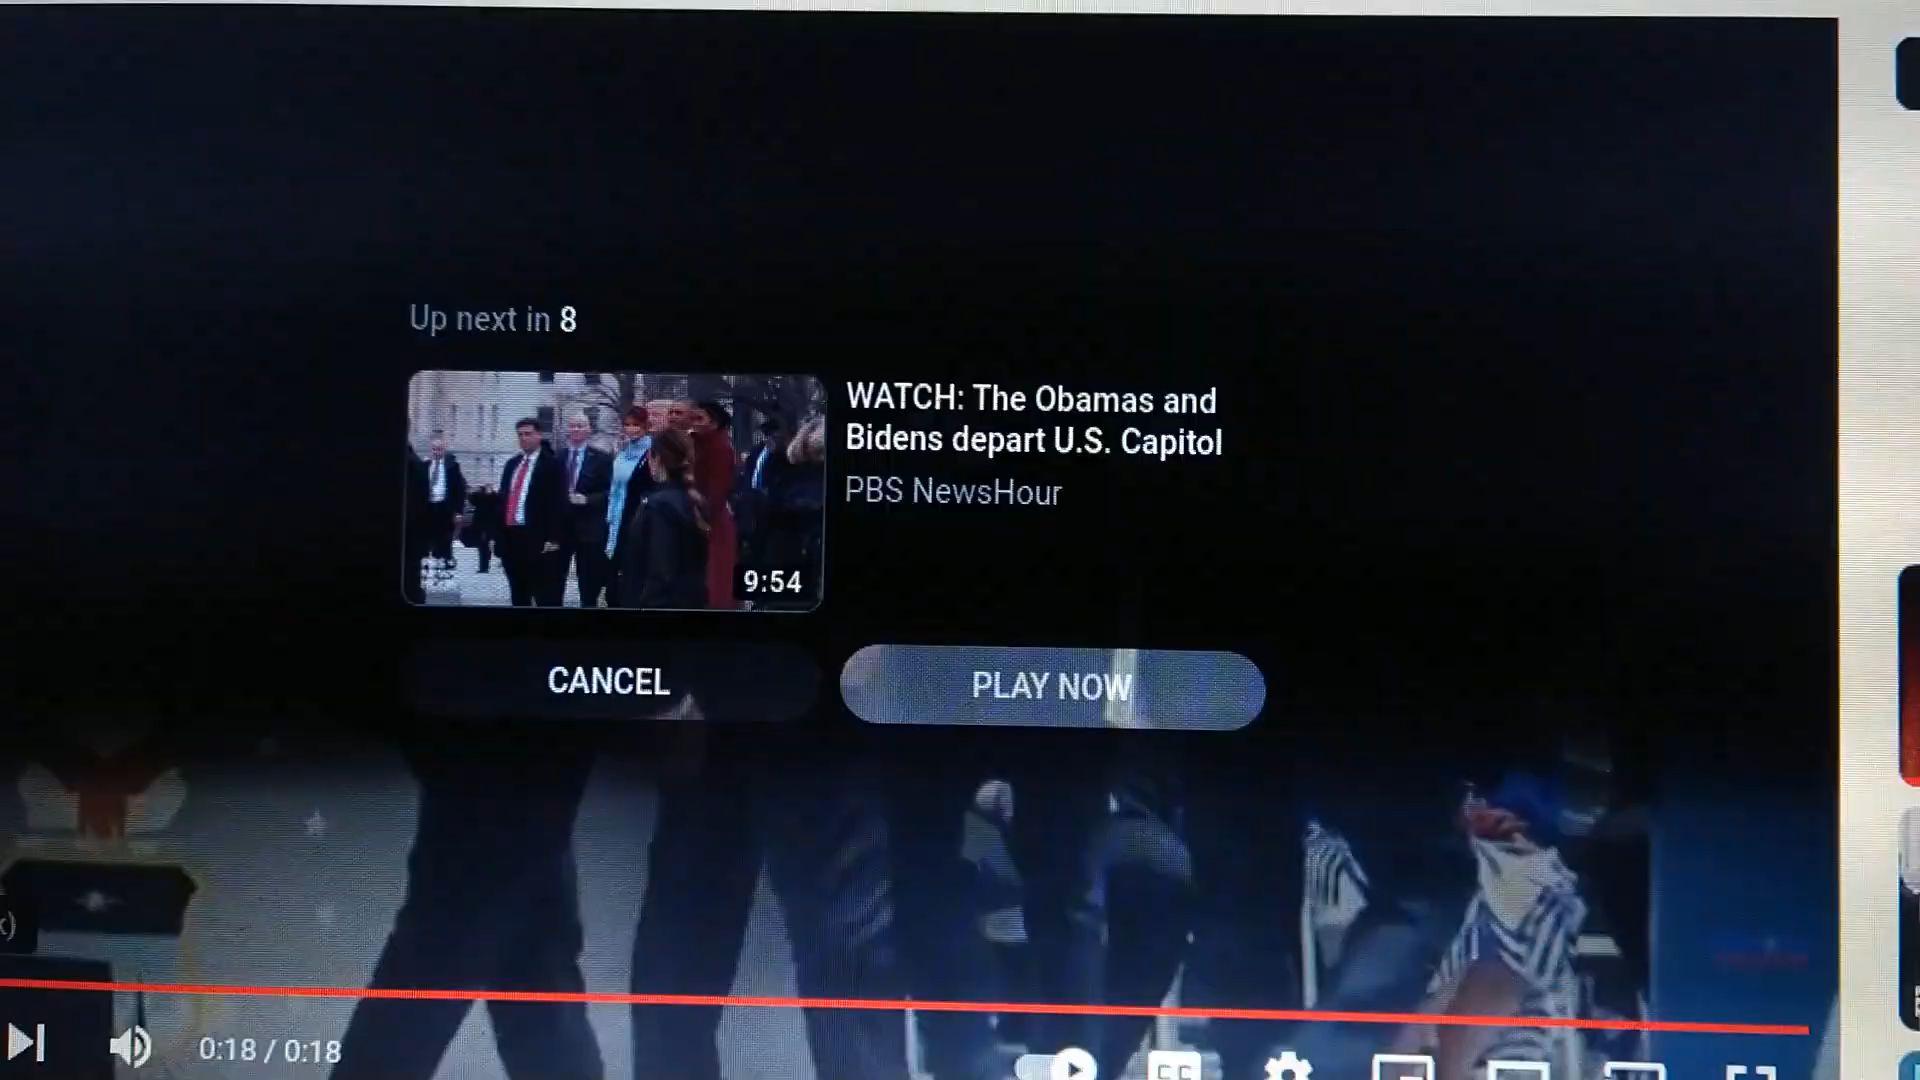 Up next in 8
WATCH: The Obamas and
Bidens depart U.S. Capitol
PBS NewsHour
9:54
CANCEL
PLAY NOW
0:18 / 0:18